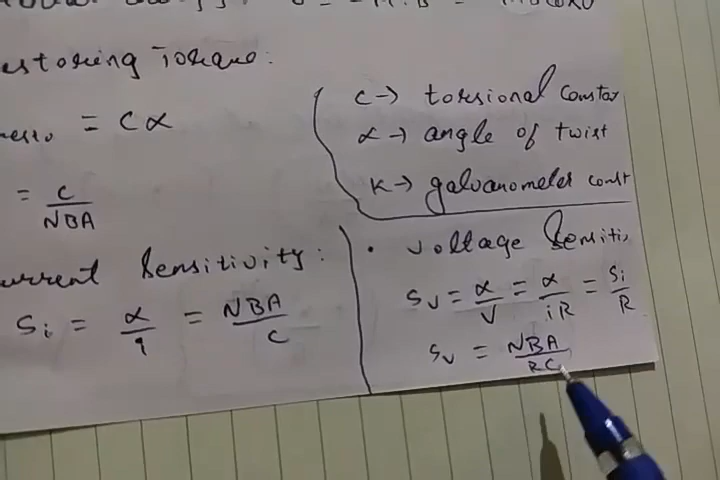 U = -M.B =
estoring Torque:
= Cα
= C/NBA
C → torsional Constan
α → angle of twist
K → galvanometer const
urrent Sensitivity:
Si = α/i = NBA/C
• Voltage Sensitiv
Sv = α/V = α/iR = Si/R
Sv = NBA/RC